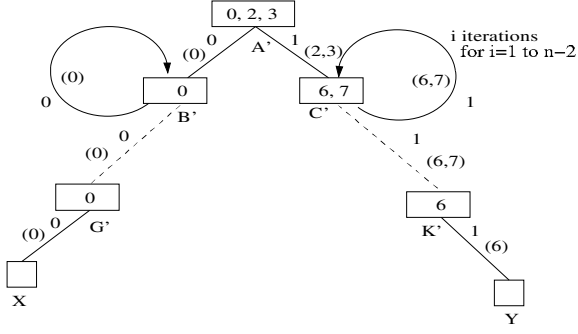 0, 2, 3
A'
0
(0)
1
(2,3)
i iterations
for i=1 to n−2
(0)
0
0
B'
6, 7
C'
(6,7)
1
0
(0)
1
(6,7)
0
G'
6
K'
0
(0)
1
(6)
X
Y